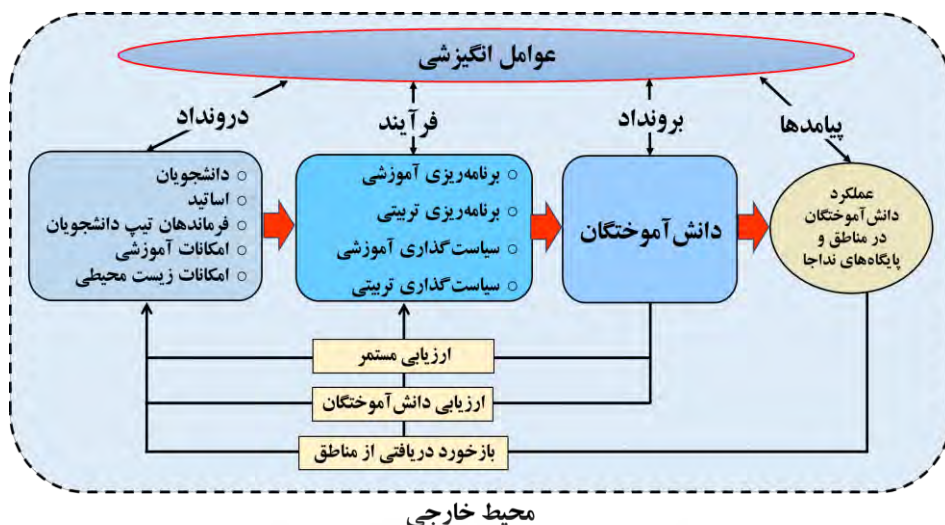 عوامل انگیزشی
درونداد
فرآیند
برونداد
پیامدها
دانشجویان
اساتید
فرماندهان تیپ دانشجویان
امکانات آموزشی
امکانات زیست محیطی
برنامه‌ریزی آموزشی
برنامه‌ریزی تربیتی
سیاست‌گذاری آموزشی
سیاست‌گذاری تربیتی
دانش‌آموختگان
عملکرد
دانش‌آموختگان
در مناطق و
پایگاه‌های نداجا
ارزیابی مستمر
ارزیابی دانش‌آموختگان
بازخورد دریافتی از مناطق
محیط خارجی